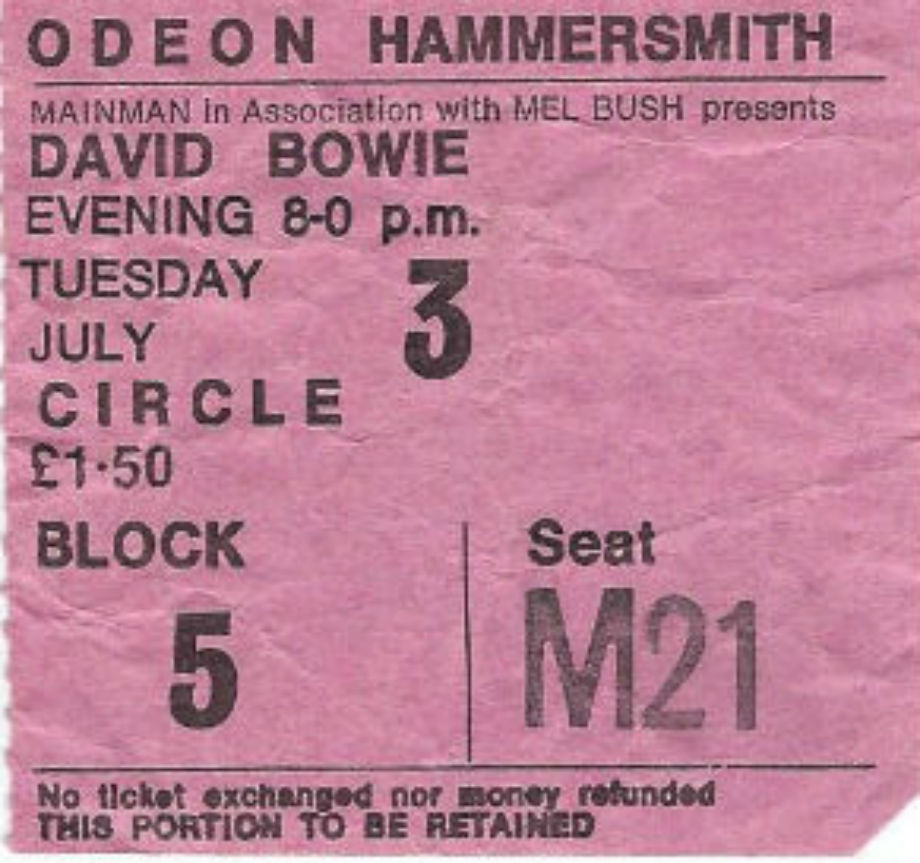 ODEON HAMMERSMITH
MAINMAN in Association with MEL BUSH presents
DAVID BOWIE
EVENING 8-0 p.m.
TUESDAY 3
JULY
CIRCLE
£1·50
BLOCK Seat
5 M21
No ticket exchanged nor money refunded
THIS PORTION TO BE RETAINED